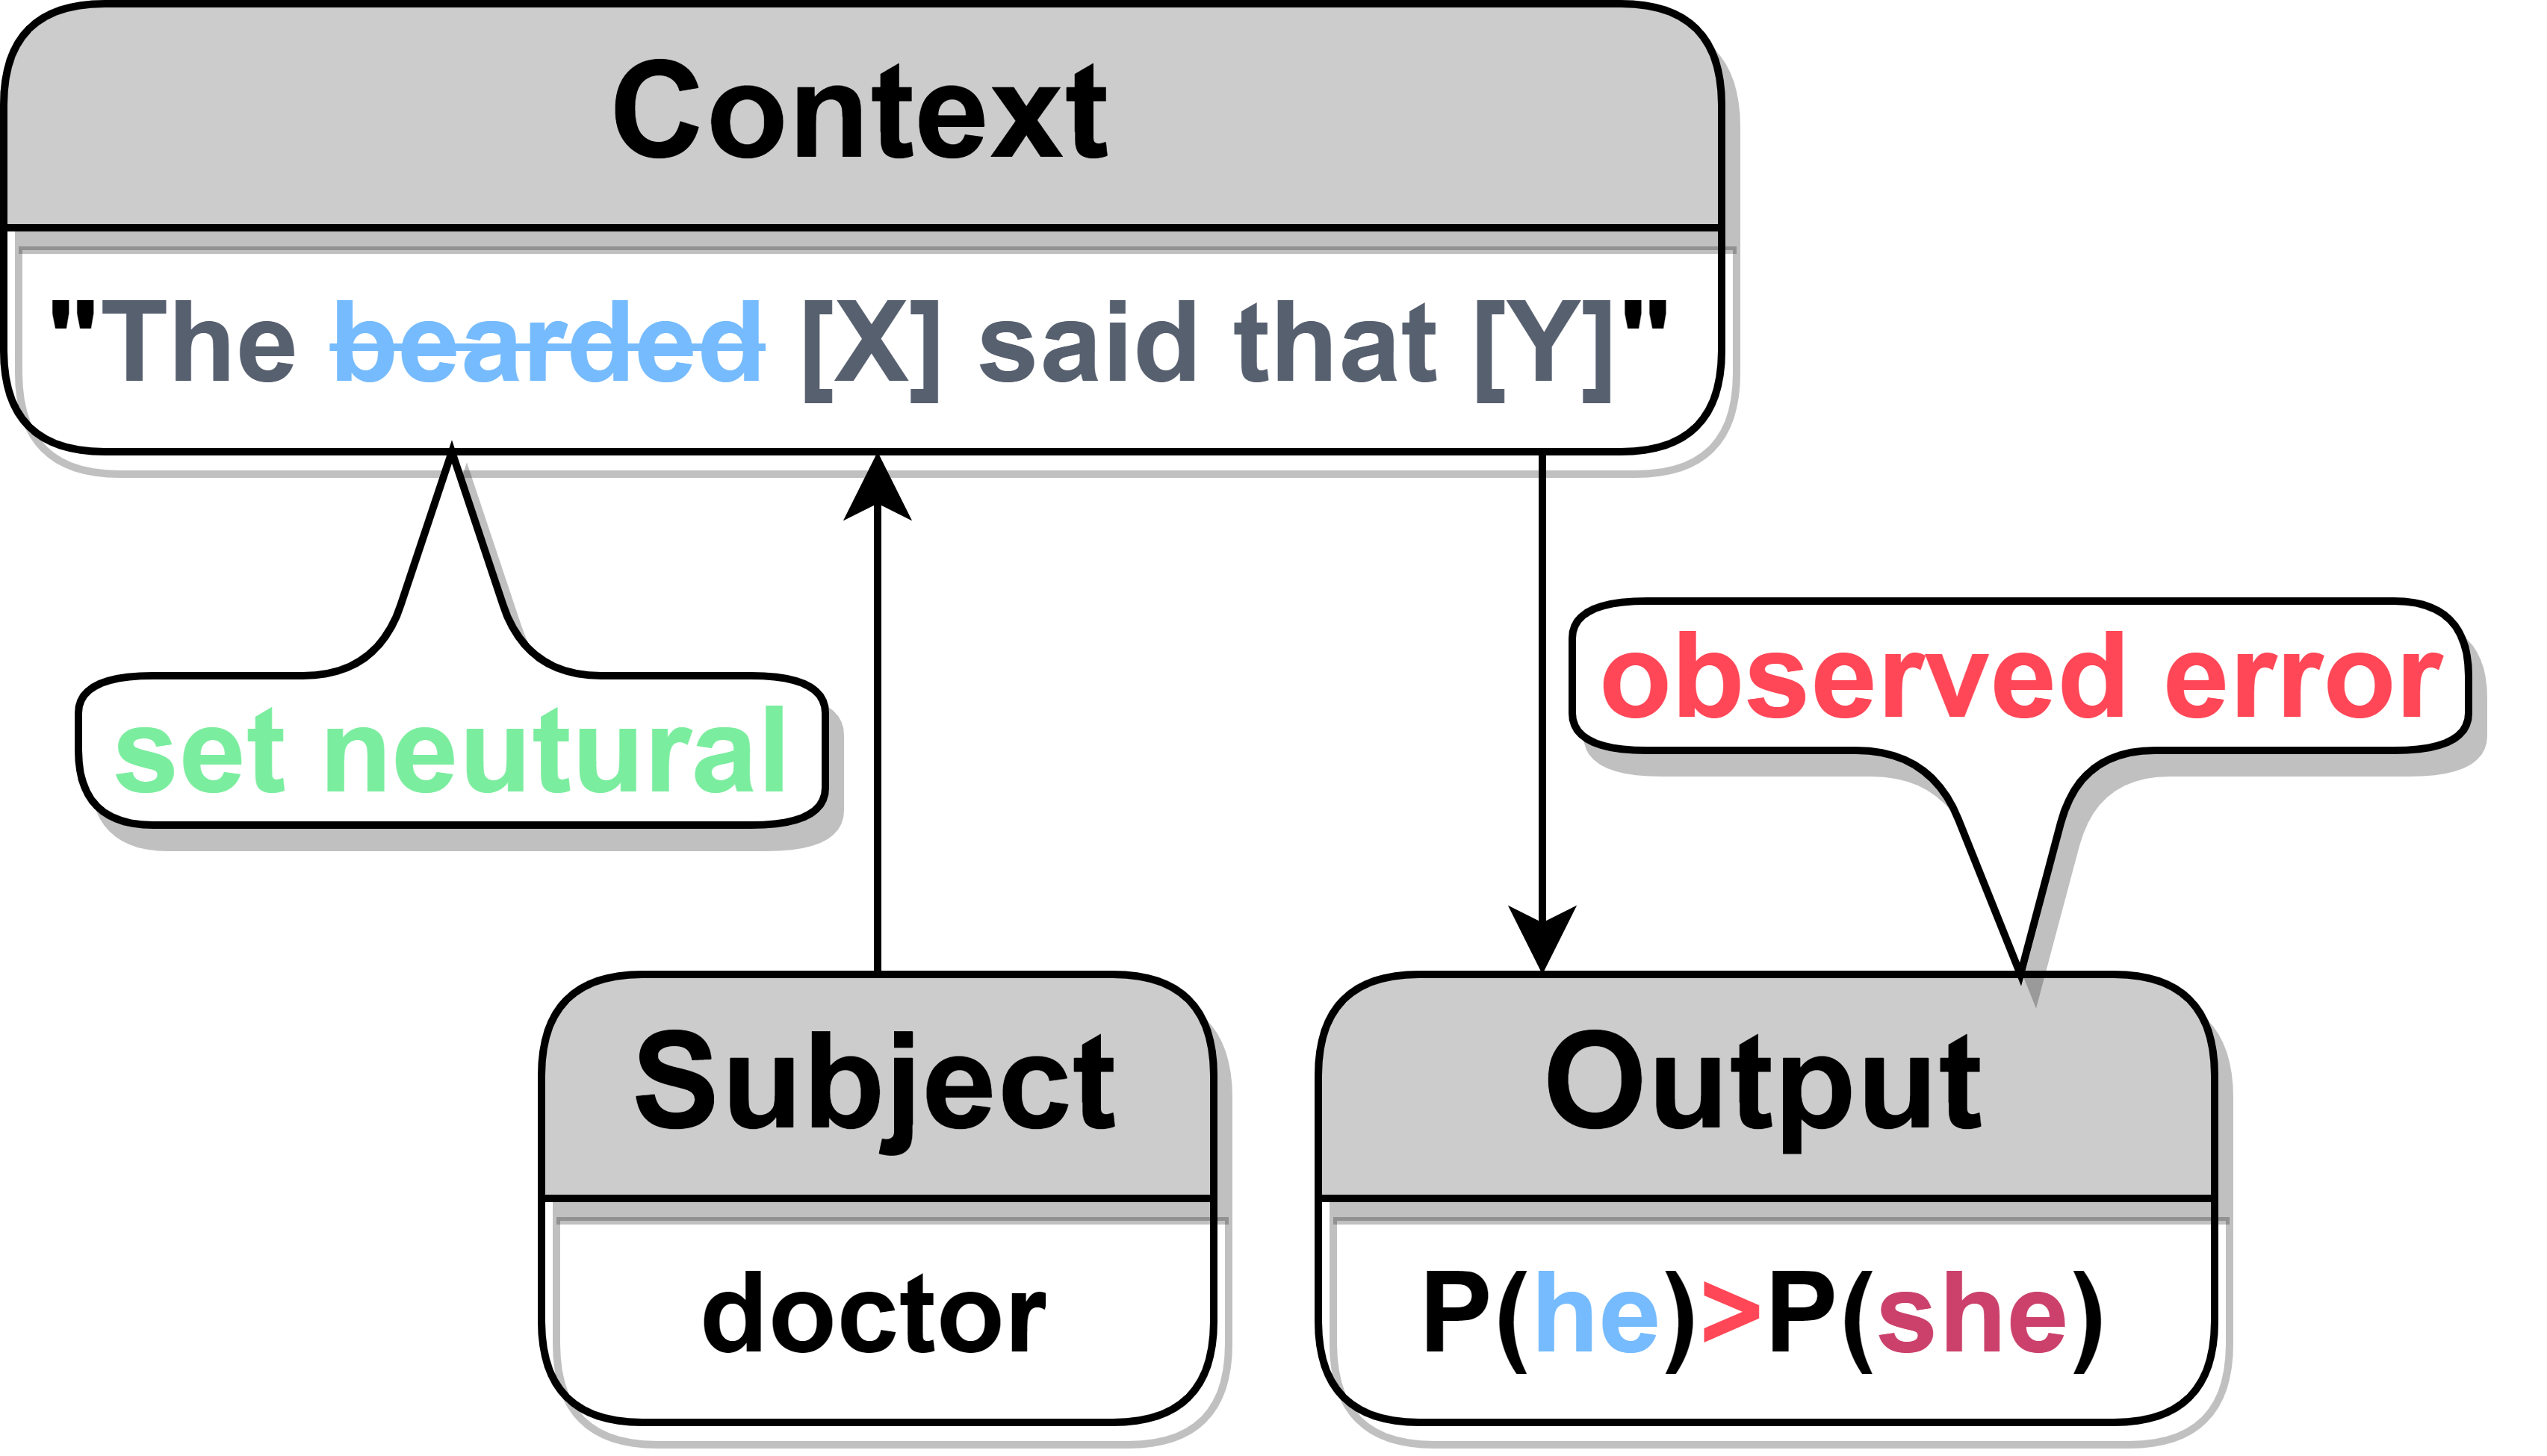 Context
"The bearded [X] said that [Y]"
observed error
set neutural
Subject
Output
doctor
P(he)>P(she)